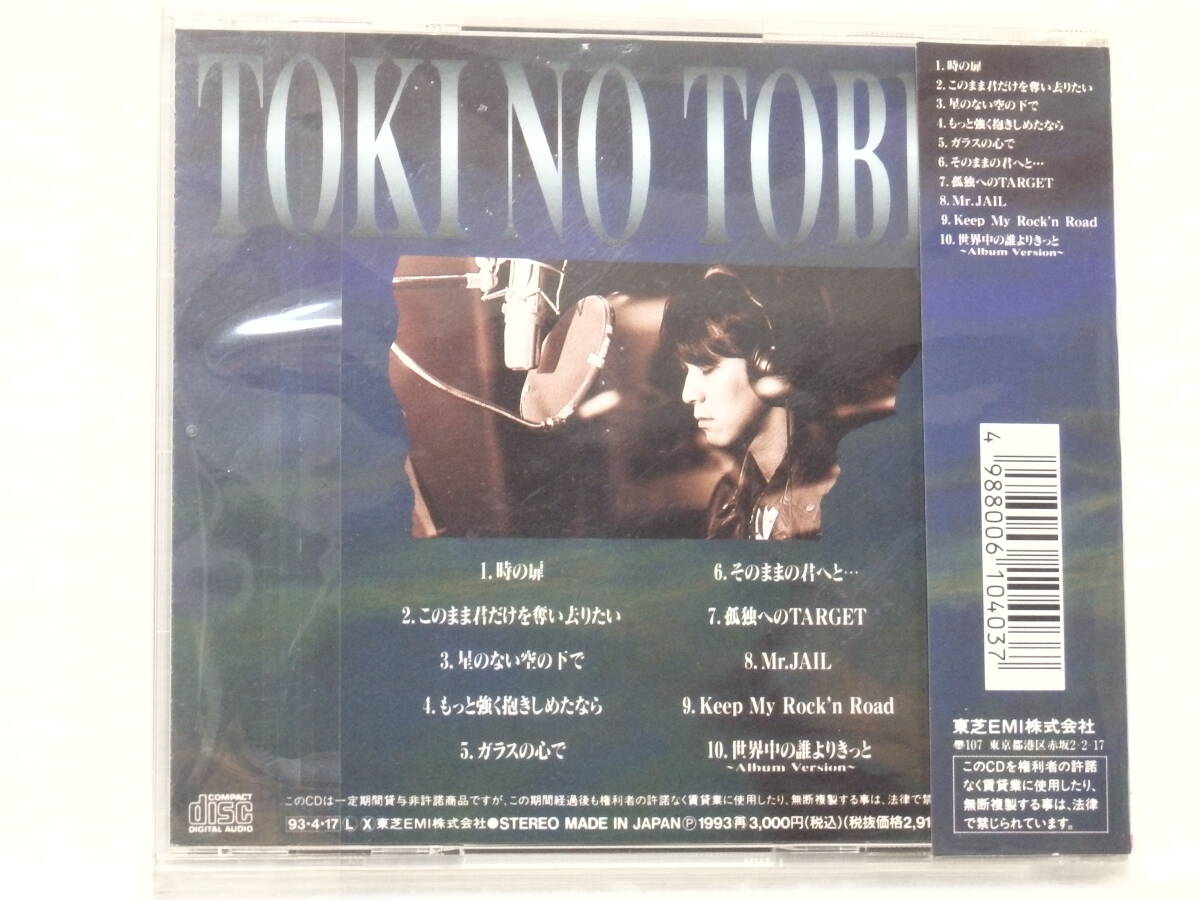 TOKI NO TOBI
1. 時の扉
2. このまま君だけを奪い去りたい
3. 星のない空の下で
4. もっと強く抱きしめたなら
5. ガラスの心で
6. そのままの君へと…
7. 孤独へのTARGET
8. Mr.JAIL
9. Keep My Rock'n Road
10. 世界中の誰よりきっと
~Album Version~
COMPACT
disc
DIGITAL AUDIO
このCDは一定期間貸与非許諾商品ですが、この期間経過後も権利者の許諾なく賃貸業に使用したり、無断複製する事は、法律で禁
93・4・17 L X 東芝EMI株式会社●STEREO MADE IN JAPAN Ⓟ1993 再 3,000円(税込)(税抜価格2,91
1. 時の扉
2. このまま君だけを奪い去りたい
3. 星のない空の下で
4. もっと強く抱きしめたなら
5. ガラスの心で
6. そのままの君へと…
7. 孤独へのTARGET
8. Mr.JAIL
9. Keep My Rock'n Road
10. 世界中の誰よりきっと
~Album Version~
4 988006 104037
東芝EMI株式会社
〒107 東京都港区赤坂2-2-17
このCDを権利者の許諾
なく賃貸業に使用したり、
無断複製する事は、法律
で禁じられています。